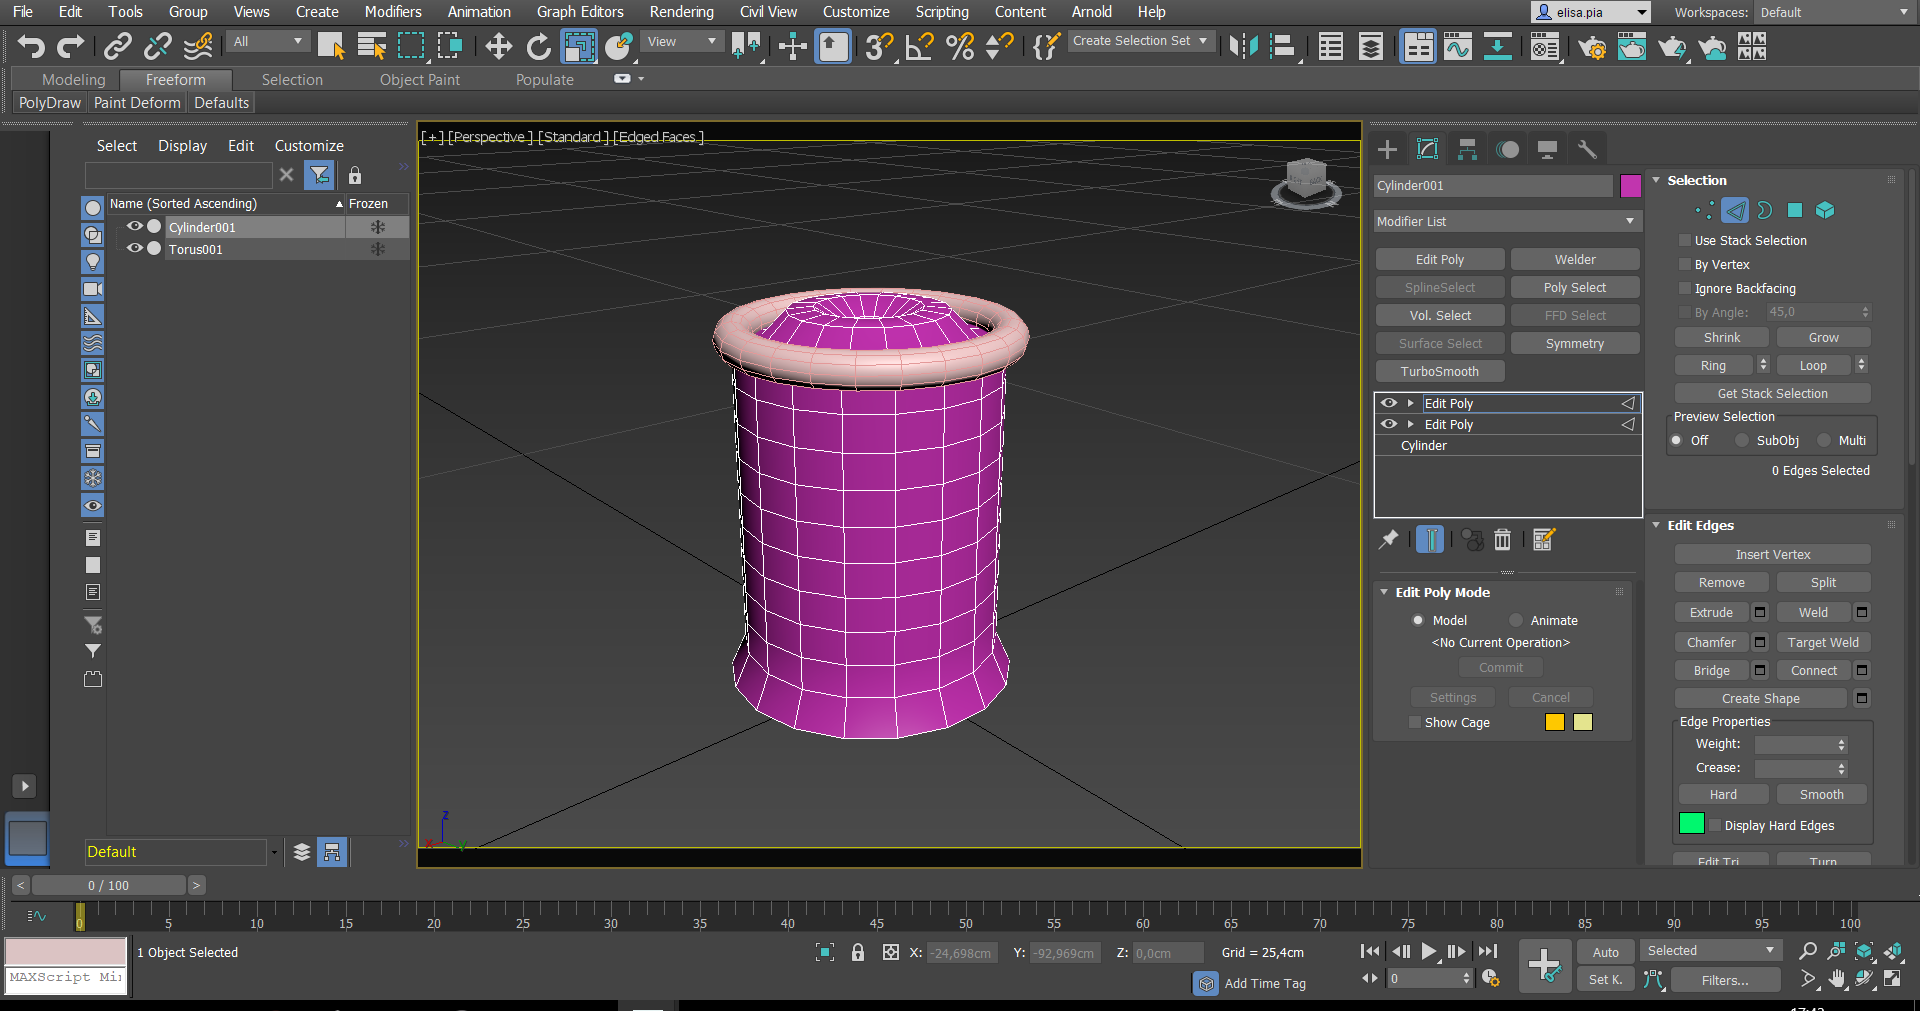 File Edit Tools Group Views Create Modifiers Animation Graph Editors Rendering Civil View Customize Scripting Content Arnold Help elisa.pia Workspaces: Default
All View Create Selection Set
Modeling Freeform Selection Object Paint Populate
PolyDraw Paint Deform Defaults
Select Display Edit Customize
Name (Sorted Ascending) Frozen
Cylinder001
Torus001
Default
[+] [Perspective] [Standard] [Edged Faces]
z
x y
Cylinder001
Modifier List
Edit Poly Welder
SplineSelect Poly Select
Vol. Select FFD Select
Surface Select Symmetry
TurboSmooth
Edit Poly
Edit Poly
Cylinder
Edit Poly Mode
Model Animate
<No Current Operation>
Commit
Settings Cancel
Show Cage
Selection
Use Stack Selection
By Vertex
Ignore Backfacing
By Angle: 45,0
Shrink Grow
Ring Loop
Get Stack Selection
Preview Selection
Off SubObj Multi
0 Edges Selected
Edit Edges
Insert Vertex
Remove Split
Extrude Weld
Chamfer Target Weld
Bridge Connect
Create Shape
Edge Properties
Weight:
Crease:
Hard Smooth
Display Hard Edges
Edit Tri. Turn
< 0 / 100 >
0 5 10 15 20 25 30 35 40 45 50 55 60 65 70 75 80 85 90 95 100
MAXScript Mi
1 Object Selected
X: -24,698cm Y: -92,969cm Z: 0,0cm Grid = 25,4cm
Add Time Tag
0
Auto Selected
Set K. Filters...